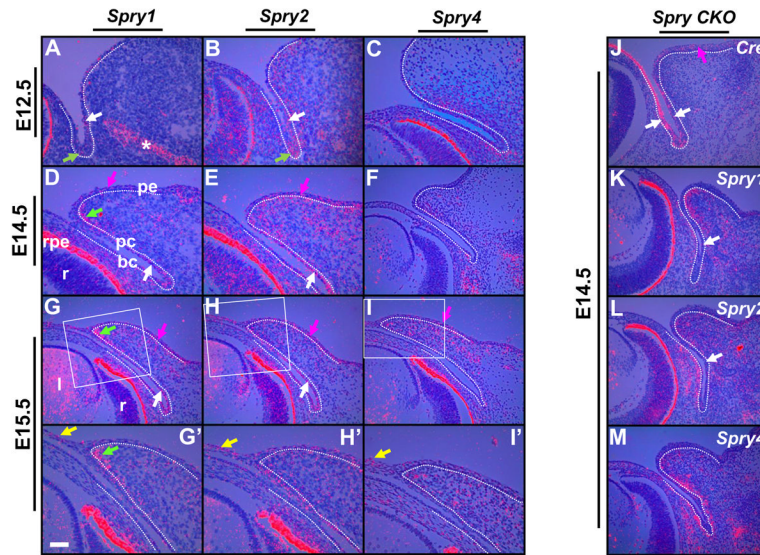 Spry1 Spry2 Spry4 Spry CKO
E12.5
A B C
*
E14.5
D E F
pe
rpe pc
bc
r
E15.5
G H I
l r
G' H' I'
E14.5
J Cre
K Spry1
L Spry2
M Spry4